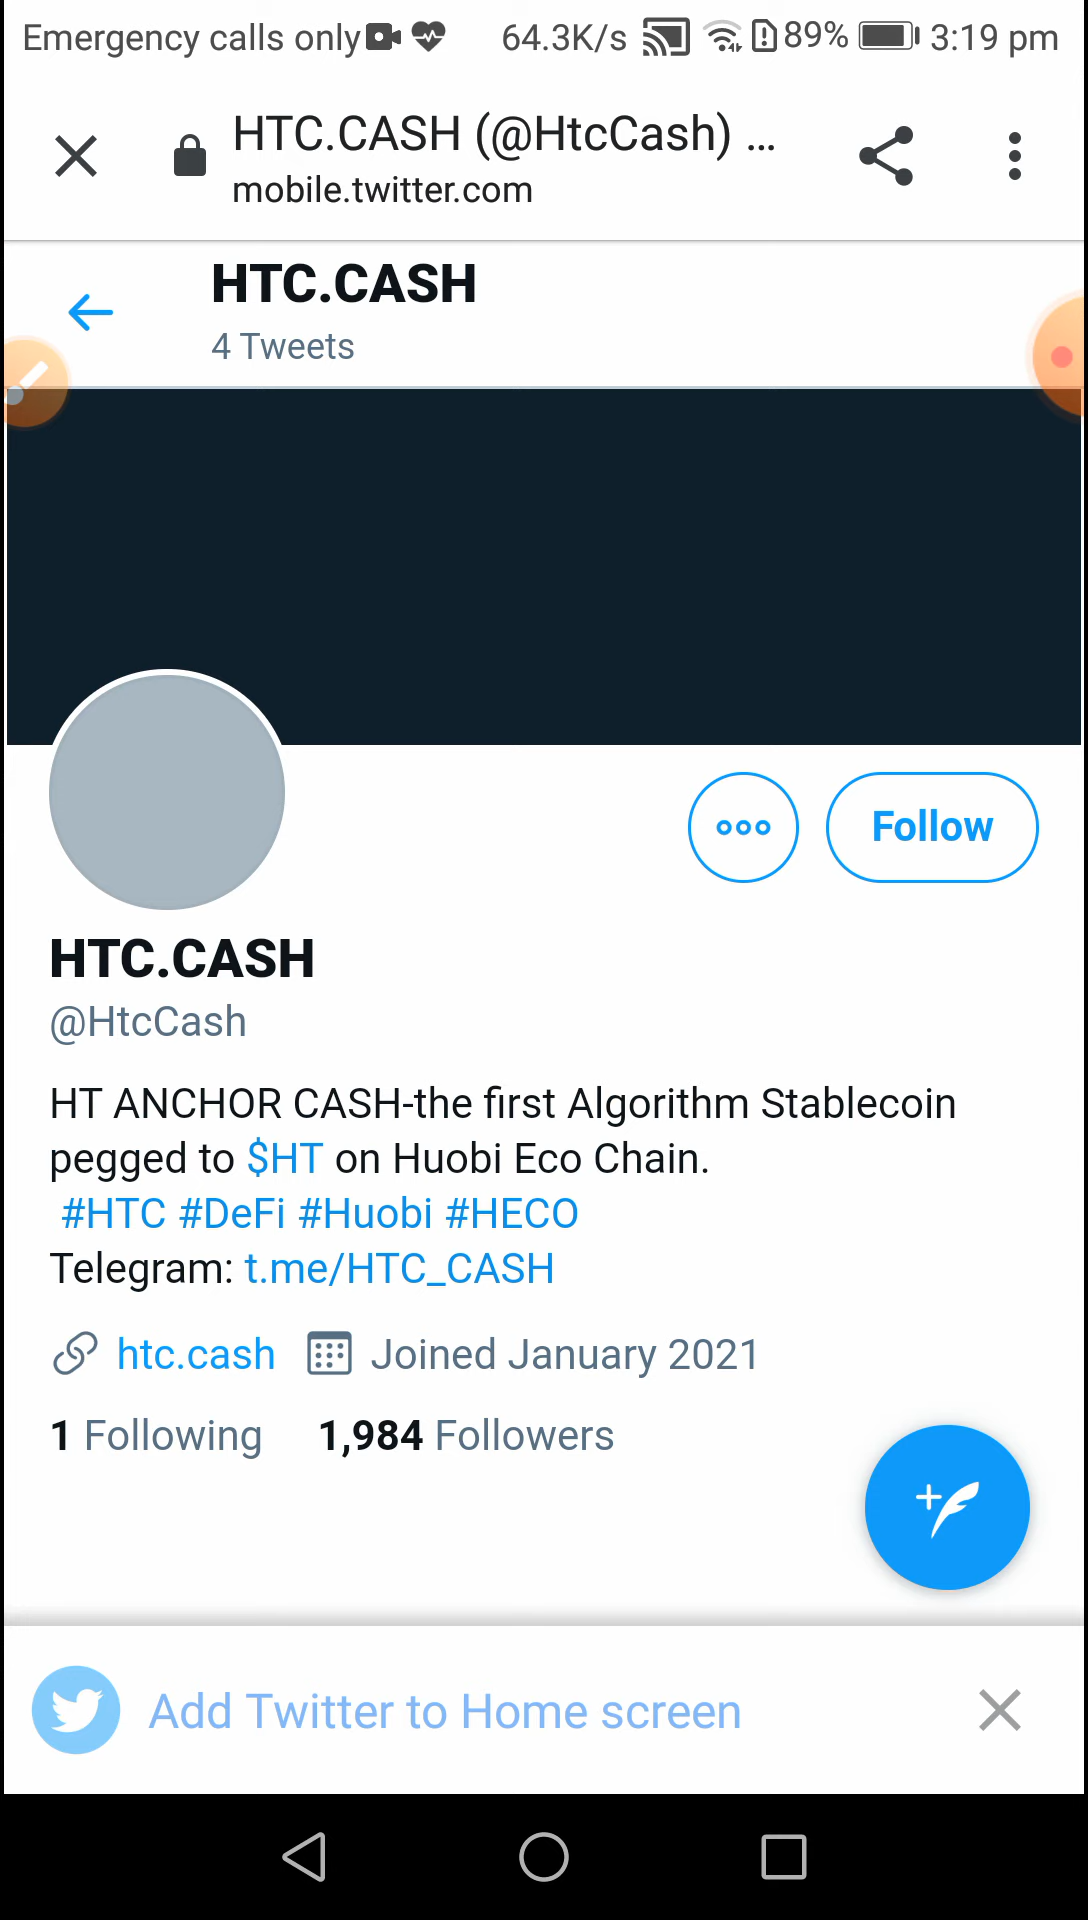 Emergency calls only 64.3K/s 89% 3:19 pm
HTC.CASH (@HtcCash) ...
mobile.twitter.com
HTC.CASH
4 Tweets
Follow
HTC.CASH
@HtcCash
HT ANCHOR CASH-the first Algorithm Stablecoin
pegged to $HT on Huobi Eco Chain.
#HTC #DeFi #Huobi #HECO
Telegram: t.me/HTC_CASH
htc.cash Joined January 2021
1 Following 1,984 Followers
Add Twitter to Home screen